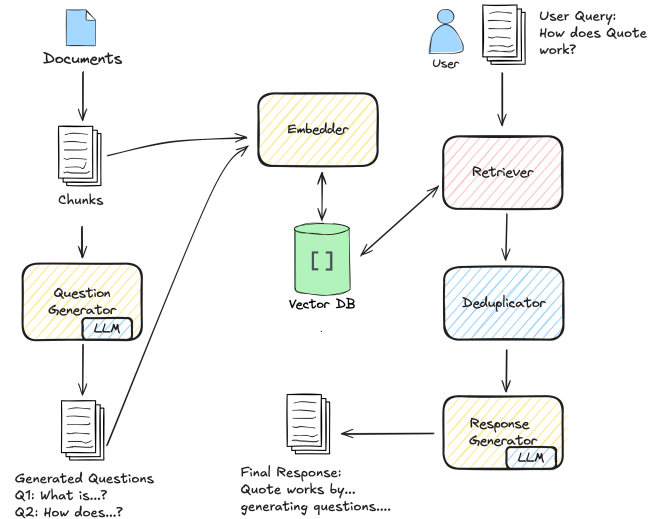 Documents
Chunks
Question
Generator
LLM
Generated Questions
Q1: What is...?
Q2: How does...?
Embedder
[ ]
Vector DB
User
User Query:
How does Quote
work?
Retriever
Deduplicator
Response
Generator
LLM
Final Response:
Quote works by...
generating questions....